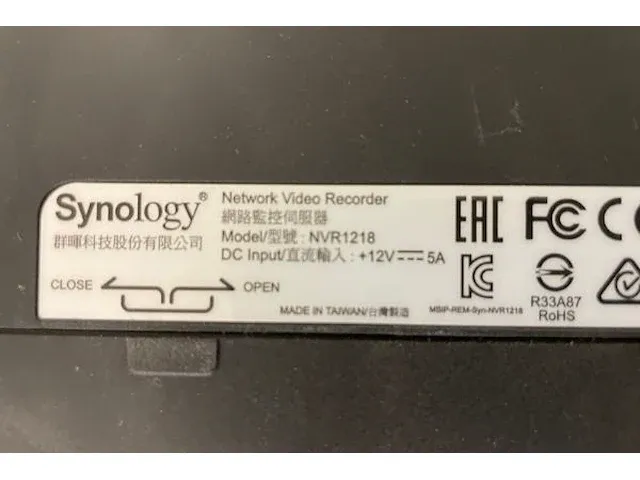 Synology®
群暉科技股份有限公司
Network Video Recorder
網路監控伺服器
Model/型號 : NVR1218
DC Input/直流輸入 : +12V 5A
CLOSE OPEN
MADE IN TAIWAN/台灣製造
EAC FC C
MSIP-REM-Syn-NVR1218
R33A87
RoHS